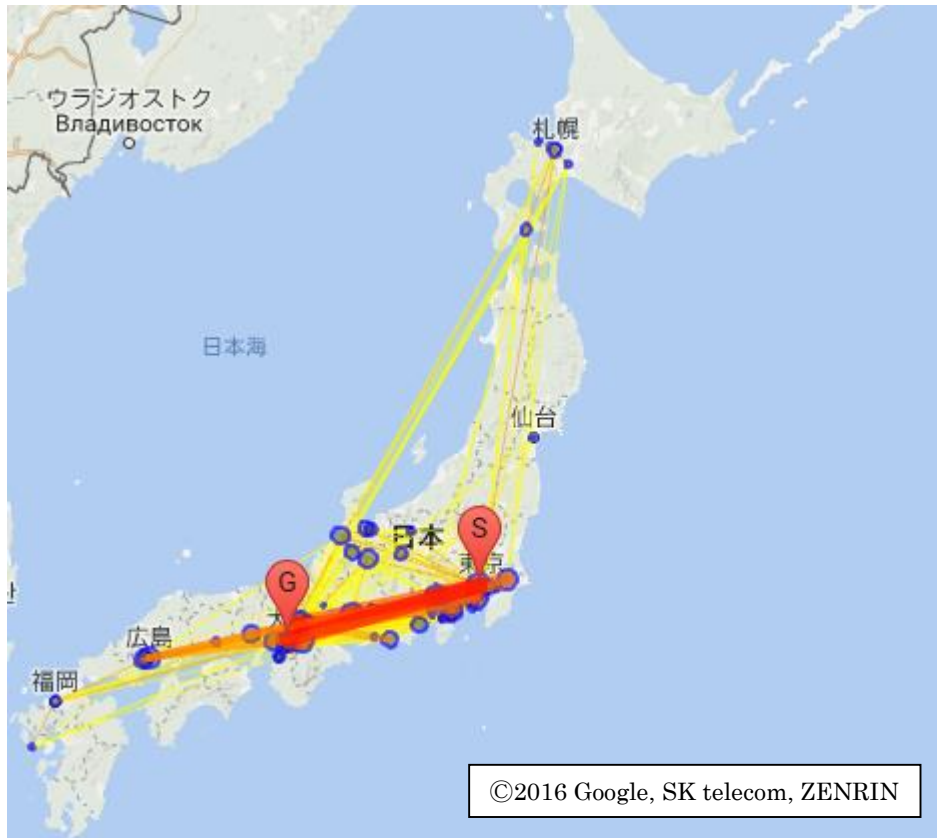 ウラジオストク
Владивосток
札幌
日本海
仙台
S
日本
東京
G
広島
福岡
©2016 Google, SK telecom, ZENRIN